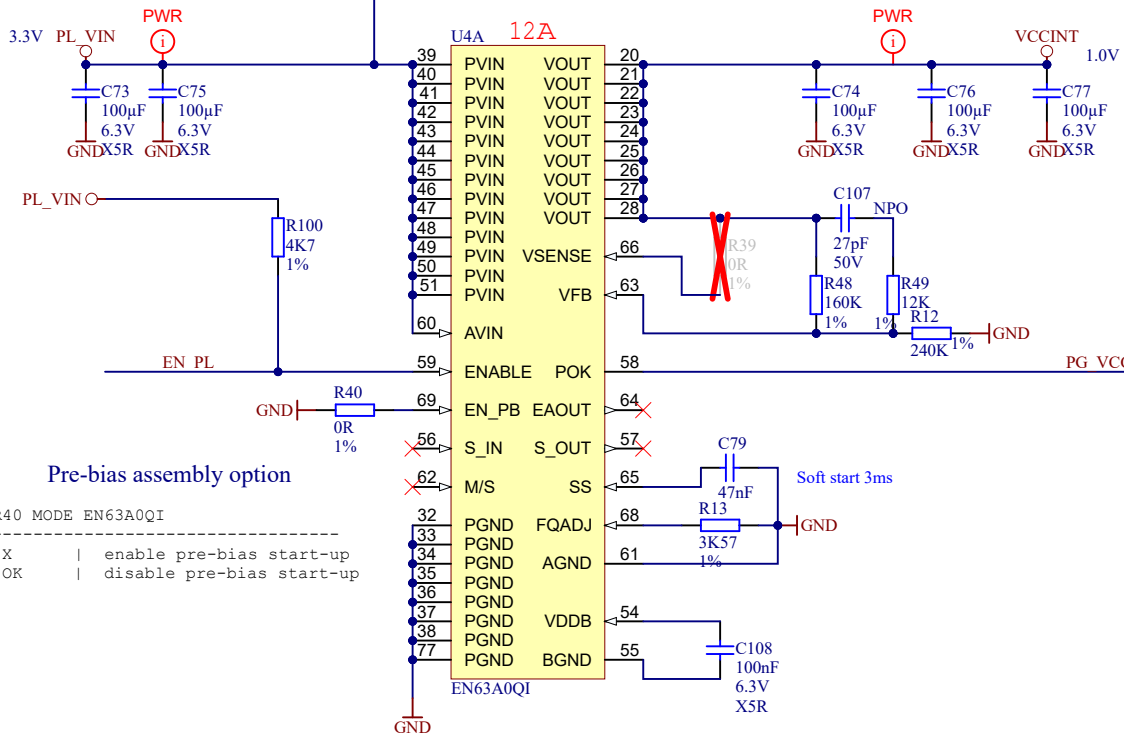 PWR
3.3V PL_VIN
C73
100µF
6.3V
X5R
GND
C75
100µF
6.3V
X5R
GND
PL_VIN
R100
4K7
1%
EN_PL
GND
R40
0R
1%
Pre-bias assembly option
R40 MODE EN63A0QI
-----------------------------------
X | enable pre-bias start-up
OK | disable pre-bias start-up
U4A
12A
39 PVIN VOUT 20
40 PVIN VOUT 21
41 PVIN VOUT 22
42 PVIN VOUT 23
43 PVIN VOUT 24
44 PVIN VOUT 25
45 PVIN VOUT 26
46 PVIN VOUT 27
47 PVIN VOUT 28
48 PVIN
49 PVIN VSENSE 66
50 PVIN
51 PVIN VFB 63
60 AVIN
59 ENABLE POK 58
69 EN_PB EAOUT 64
56 S_IN S_OUT 57
62 M/S SS 65
32 PGND FQADJ 68
33 PGND
34 PGND AGND 61
35 PGND
36 PGND
37 PGND VDDB 54
38 PGND
77 PGND BGND 55
EN63A0QI
GND
PWR
VCCINT
1.0V
C74
100µF
6.3V
X5R
GND
C76
100µF
6.3V
X5R
GND
C77
100µF
6.3V
X5R
GND
R39
0R
1%
C107
NPO
27pF
50V
R48
160K
1%
R49
12K
1%
R12
240K
1%
GND
PG_VCC
C79
47nF
Soft start 3ms
R13
3K57
1%
GND
C108
100nF
6.3V
X5R